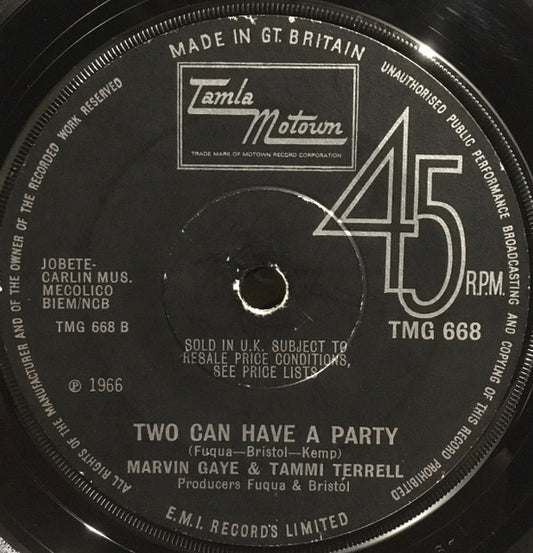 MADE IN GT. BRITAIN
UNAUTHORISED PUBLIC PERFORMANCE BROADCASTING AND COPYING OF THIS RECORD PROHIBITED
ALL RIGHTS OF THE MANUFACTURER AND OF THE OWNER OF THE RECORDED WORK RESERVED
Tamla
Motown
TRADE MARK OF MOTOWN RECORD CORPORATION
45
R.P.M.
TMG 668
JOBETE-
CARLIN MUS.
MECOLICO
BIEM/NCB
TMG 668 B
℗ 1966
SOLD IN U.K. SUBJECT TO
RESALE PRICE CONDITIONS,
SEE PRICE LISTS
TWO CAN HAVE A PARTY
(Fuqua—Bristol—Kemp)
MARVIN GAYE & TAMMI TERRELL
Producers Fuqua & Bristol
E.M.I. RECORDS LIMITED